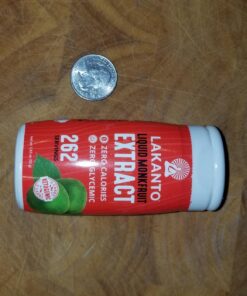 LAKANTO
LIQUID MONKFRUIT
EXTRACT
ZERO CALORIES
ZERO GLYCEMIC
262